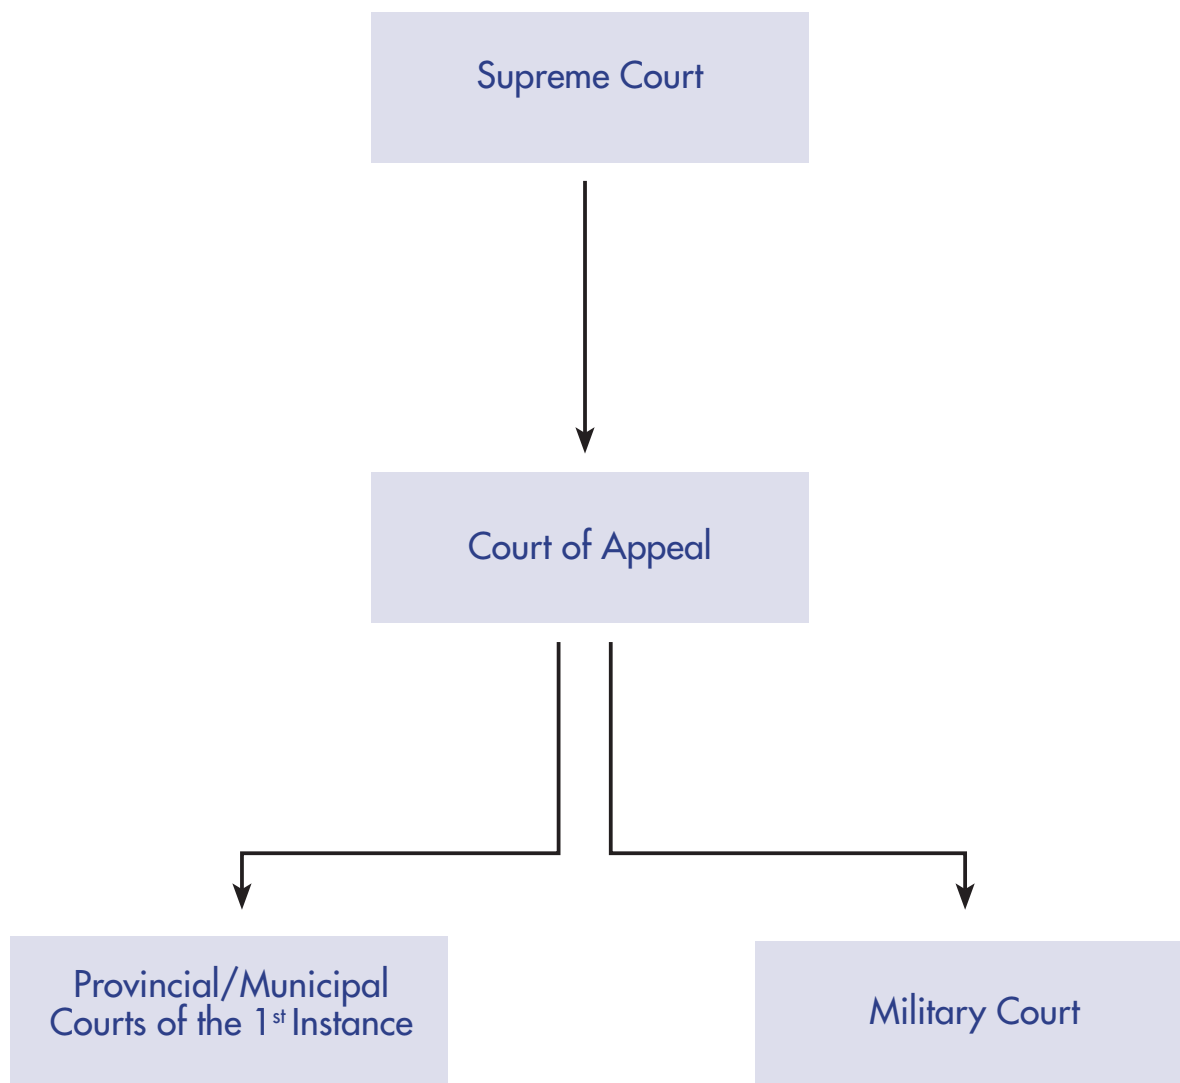 Supreme Court
Court of Appeal
Provincial/Municipal
Courts of the 1st Instance
Military Court